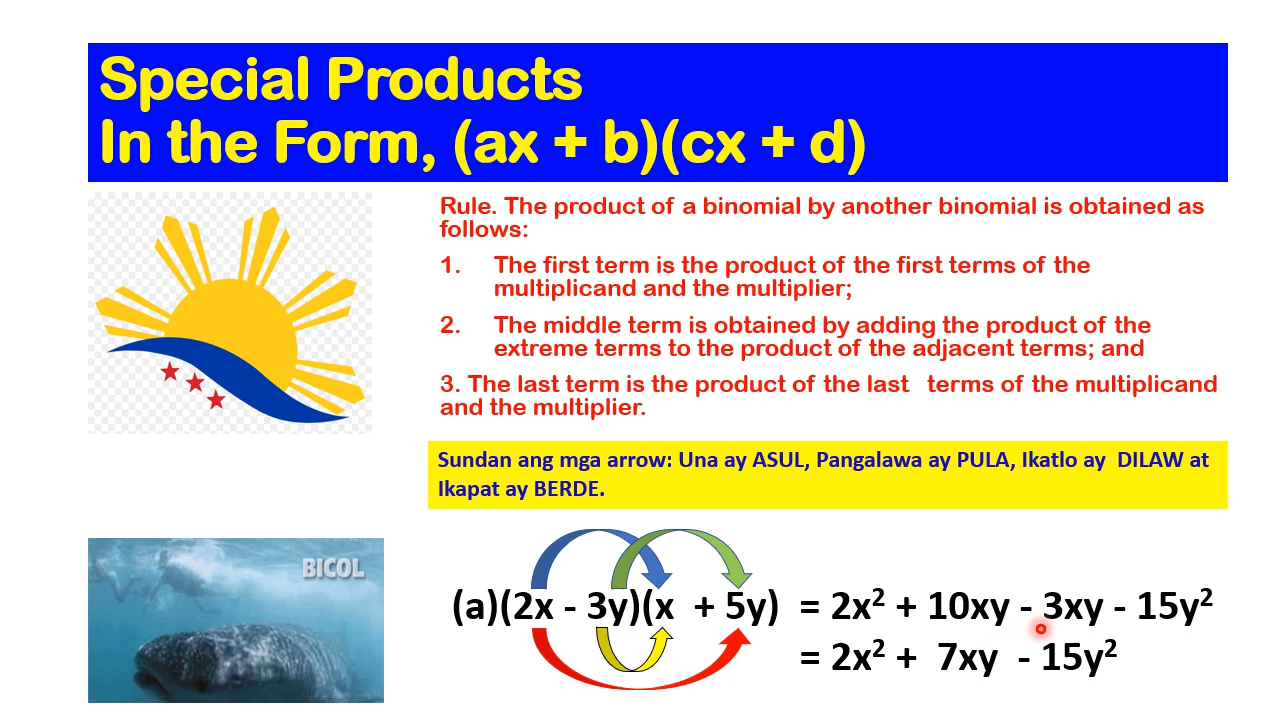 Special Products
In the Form, (ax + b)(cx + d)
Rule. The product of a binomial by another binomial is obtained as
follows:
1. The first term is the product of the first terms of the
multiplicand and the multiplier;
2. The middle term is obtained by adding the product of the
extreme terms to the product of the adjacent terms; and
3. The last term is the product of the last terms of the multiplicand
and the multiplier.
Sundan ang mga arrow: Una ay ASUL, Pangalawa ay PULA, Ikatlo ay DILAW at
Ikapat ay BERDE.
BICOL
(a)(2x - 3y)(x + 5y) = 2x² + 10xy - 3xy - 15y²
= 2x² + 7xy - 15y²